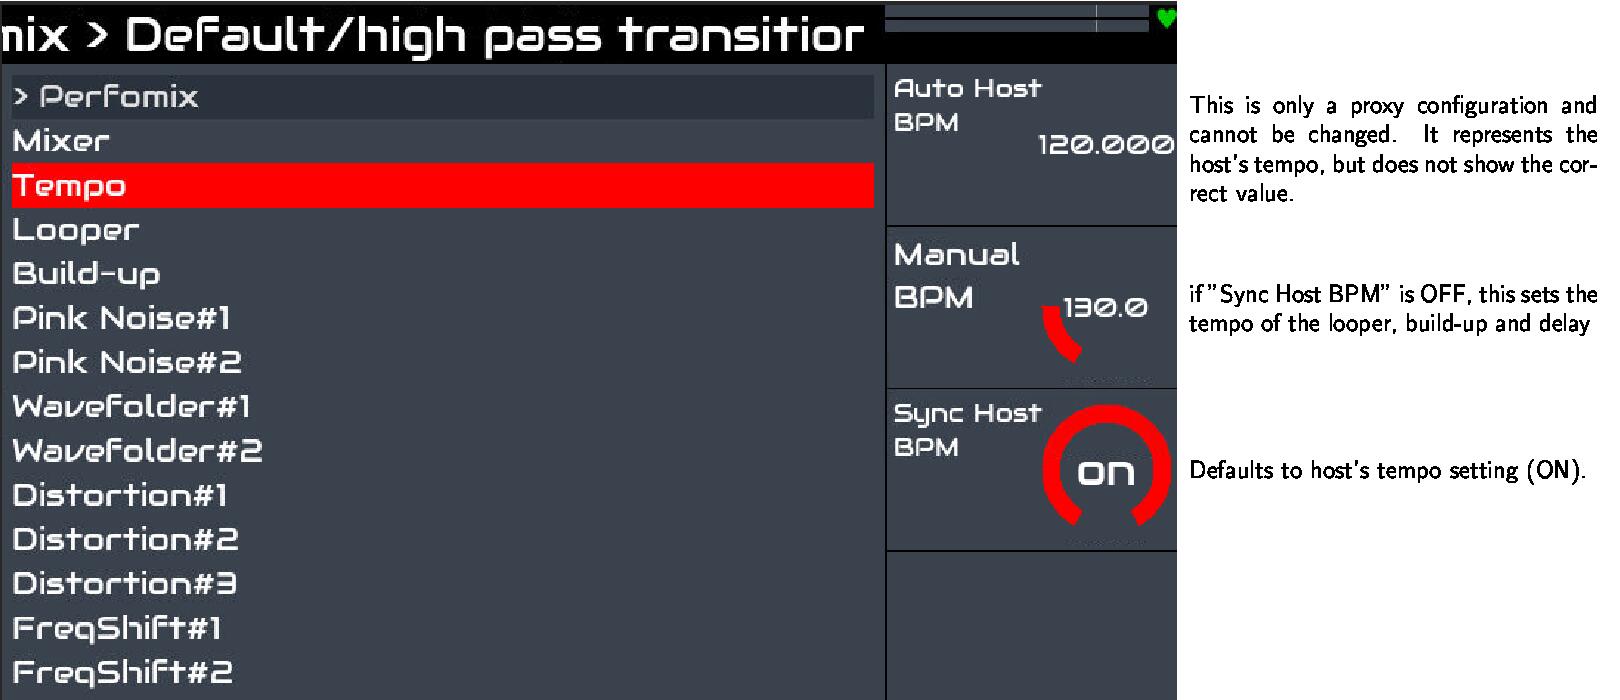 mix > Default/high pass transition
> Perfomix
Mixer
Tempo
Looper
Build-up
Pink Noise#1
Pink Noise#2
Wavefolder#1
Wavefolder#2
Distortion#1
Distortion#2
Distortion#3
FreqShift#1
FreqShift#2
Auto Host
BPM
120.000
Manual
BPM
130.0
Sync Host
BPM
on
This is only a proxy configuration and
cannot be changed. It represents the
host's tempo, but does not show the cor-
rect value.
if "Sync Host BPM" is OFF, this sets the
tempo of the looper, build-up and delay
Defaults to host's tempo setting (ON).